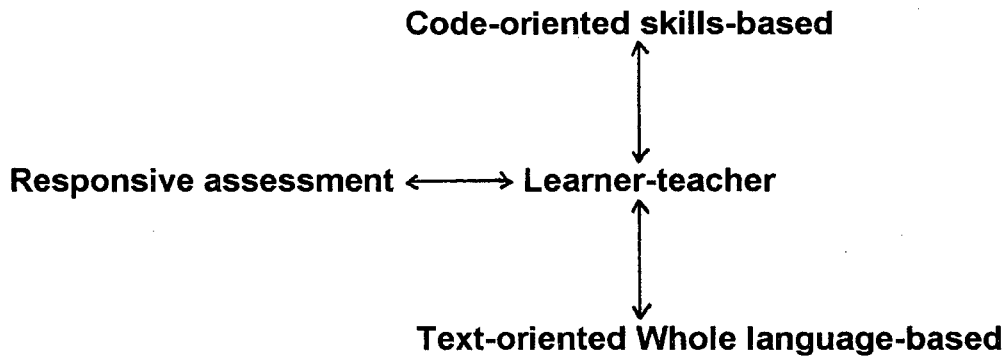 Code-oriented skills-based
Responsive assessment Learner-teacher
Text-oriented Whole language-based